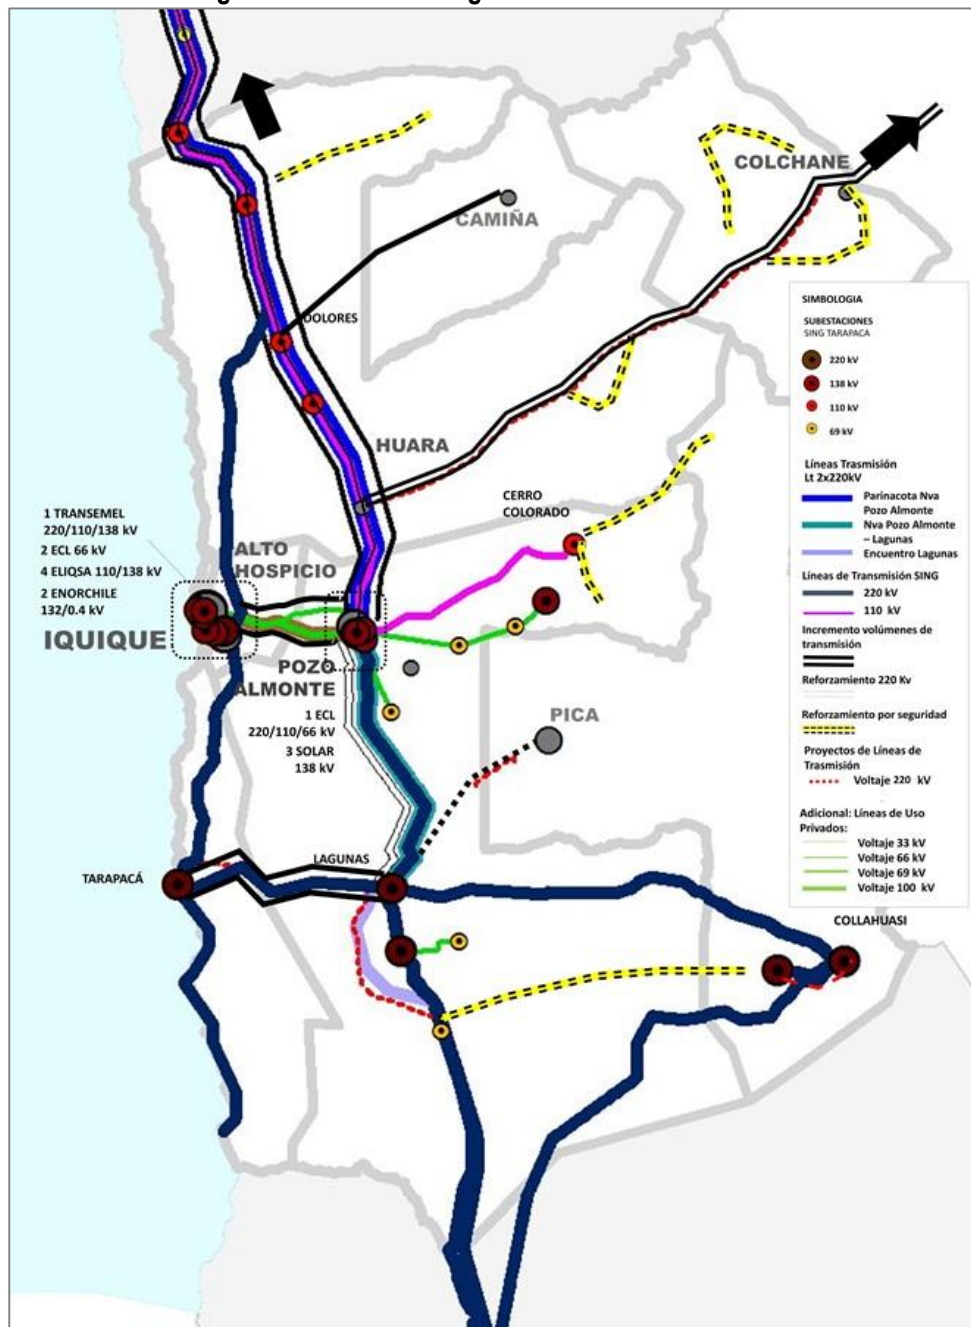 COLCHANE
CAMIÑA
DOLORES
HUARA
CERRO
COLORADO
1 TRANSEMEL
220/110/138 kV
2 ECL 66 kV
4 ELIQSA 110/138 kV
2 ENORCHILE
132/0.4 kV
ALTO
HOSPICIO
IQUIQUE
POZO
ALMONTE
1 ECL
220/110/66 kV
3 SOLAR
138 kV
PICA
TARAPACÁ
LAGUNAS
COLLAHUASI
SIMBOLOGIA
SUBESTACIONES
SING TARAPACA
220 kV
138 kV
110 kV
69 kV
Líneas Trasmisión
Lt 2x220kV
Parinacota Nva
Pozo Almonte
Nva Pozo Almonte
– Lagunas
Encuentro Lagunas
Líneas de Transmisión SING
220 kV
110 kV
Incremento volúmenes de
transmisión
Reforzamiento 220 Kv
Reforzamiento por seguridad
Proyectos de Líneas de
Trasmisión
Voltaje 220 kV
Adicional: Líneas de Uso
Privados:
Voltaje 33 kV
Voltaje 66 kV
Voltaje 69 kV
Voltaje 100 kV